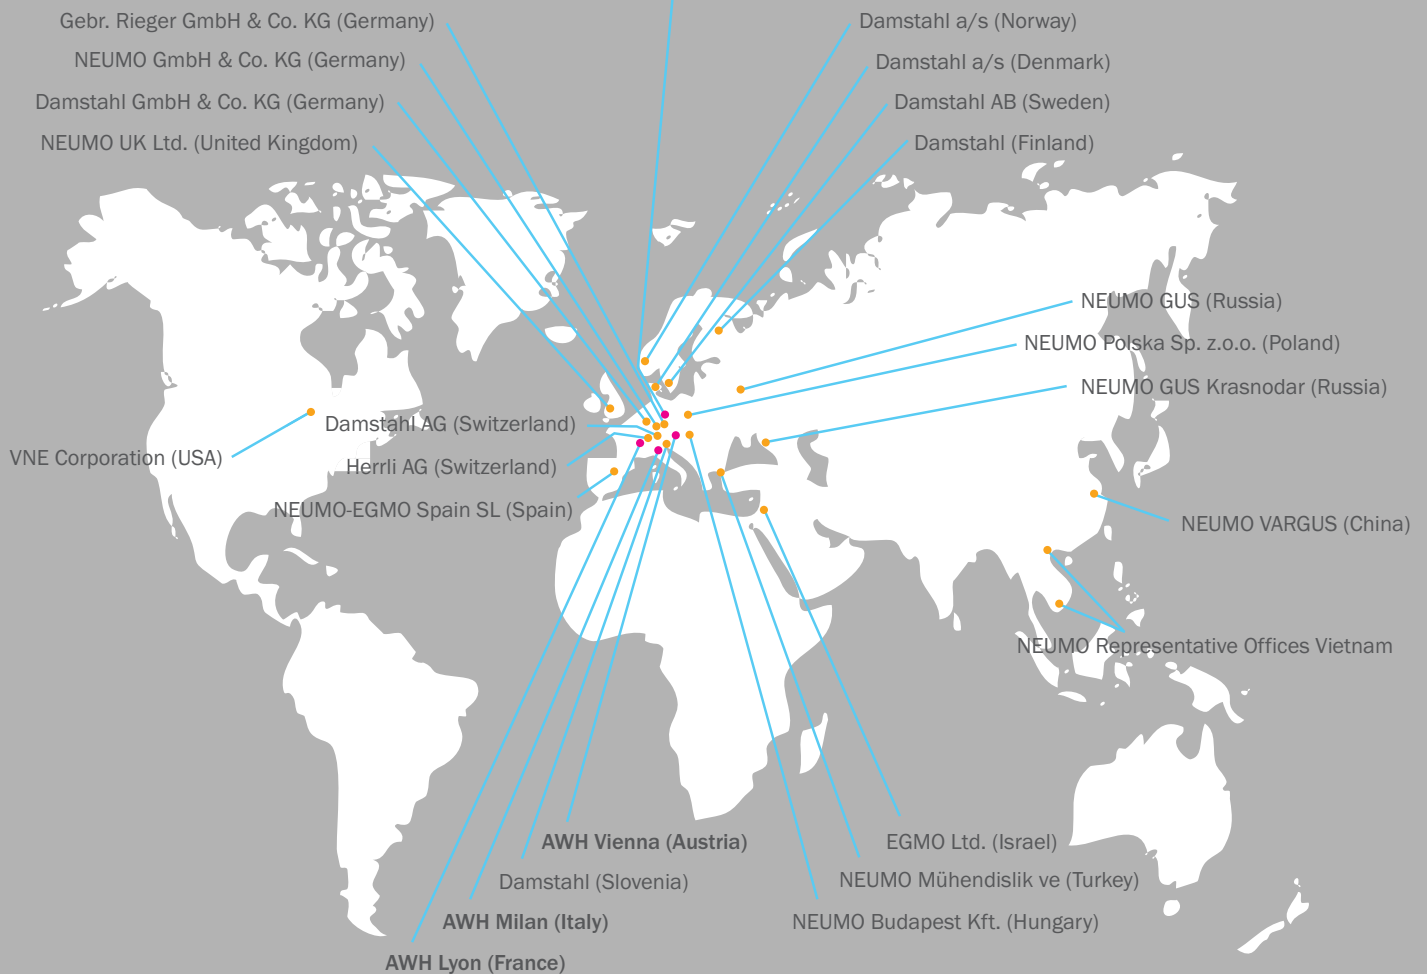 Gebr. Rieger GmbH & Co. KG (Germany)
NEUMO GmbH & Co. KG (Germany)
Damstahl GmbH & Co. KG (Germany)
NEUMO UK Ltd. (United Kingdom)
Damstahl a/s (Norway)
Damstahl a/s (Denmark)
Damstahl AB (Sweden)
Damstahl (Finland)
NEUMO GUS (Russia)
NEUMO Polska Sp. z.o.o. (Poland)
NEUMO GUS Krasnodar (Russia)
Damstahl AG (Switzerland)
VNE Corporation (USA)
Herrli AG (Switzerland)
NEUMO-EGMO Spain SL (Spain)
NEUMO VARGUS (China)
NEUMO Representative Offices Vietnam
AWH Vienna (Austria)
Damstahl (Slovenia)
AWH Milan (Italy)
AWH Lyon (France)
EGMO Ltd. (Israel)
NEUMO Mühendislik ve (Turkey)
NEUMO Budapest Kft. (Hungary)